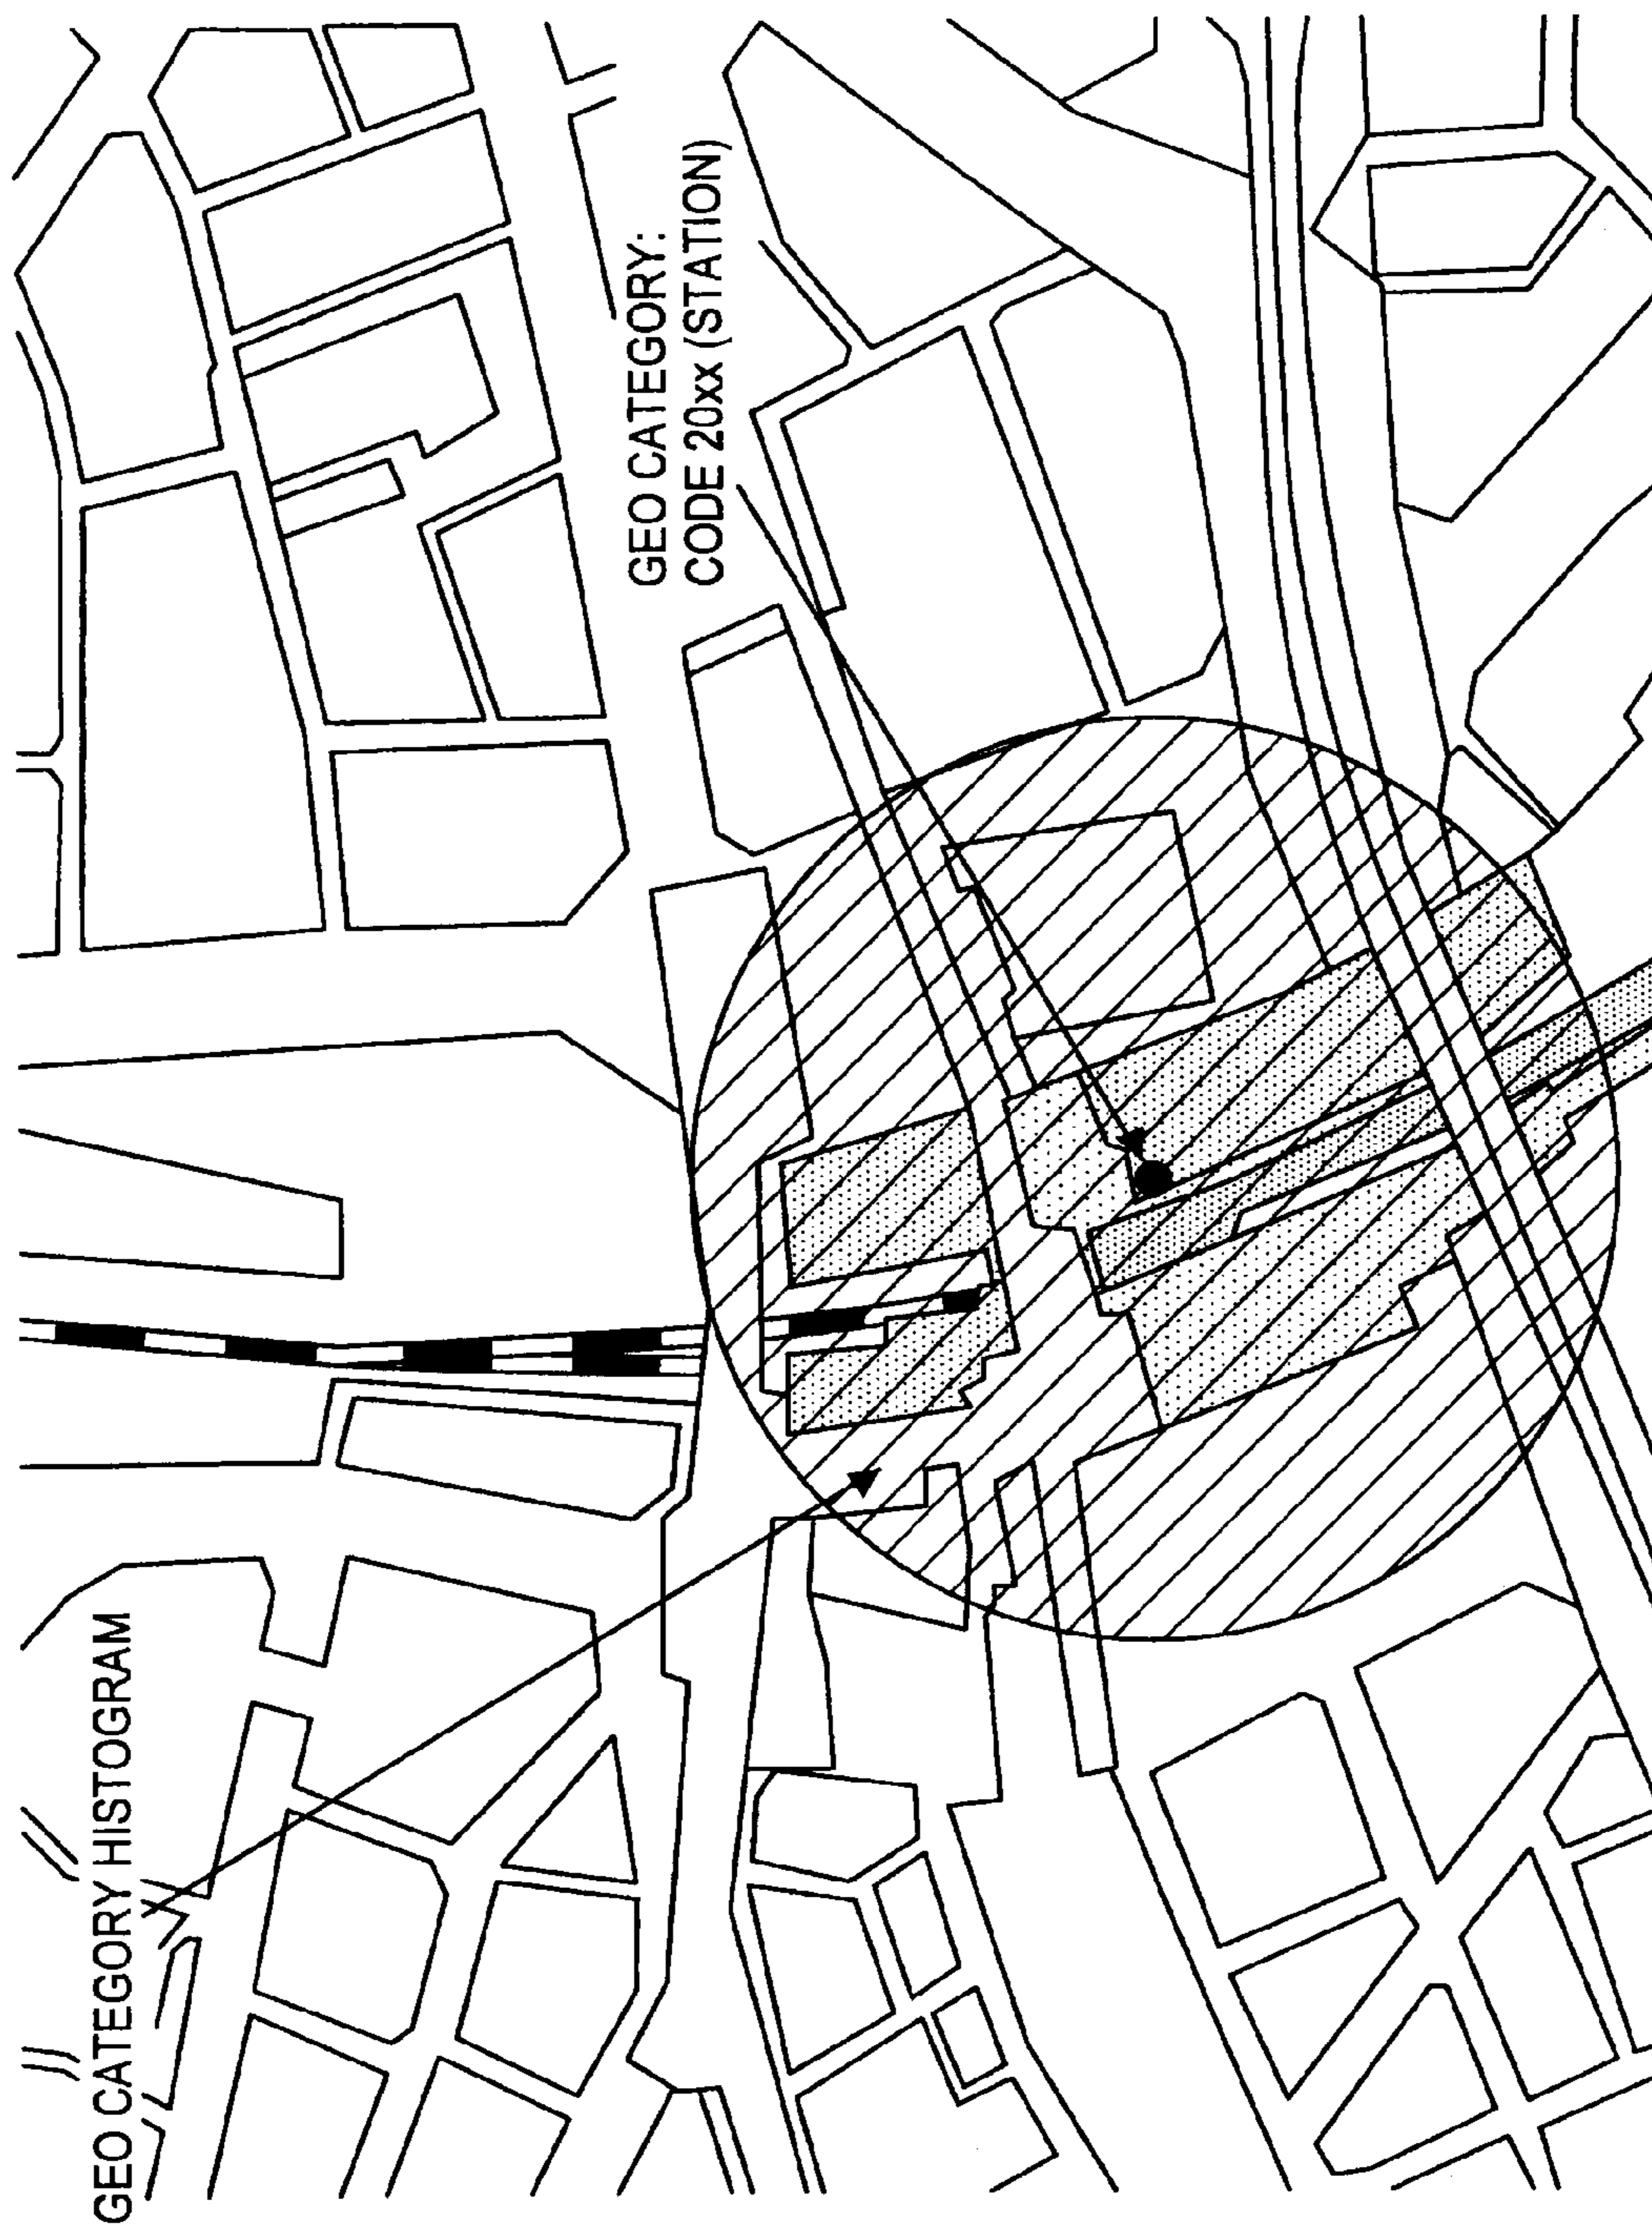 GEO CATEGORY HISTOGRAM
GEO CATEGORY:
CODE 20xx (STATION)